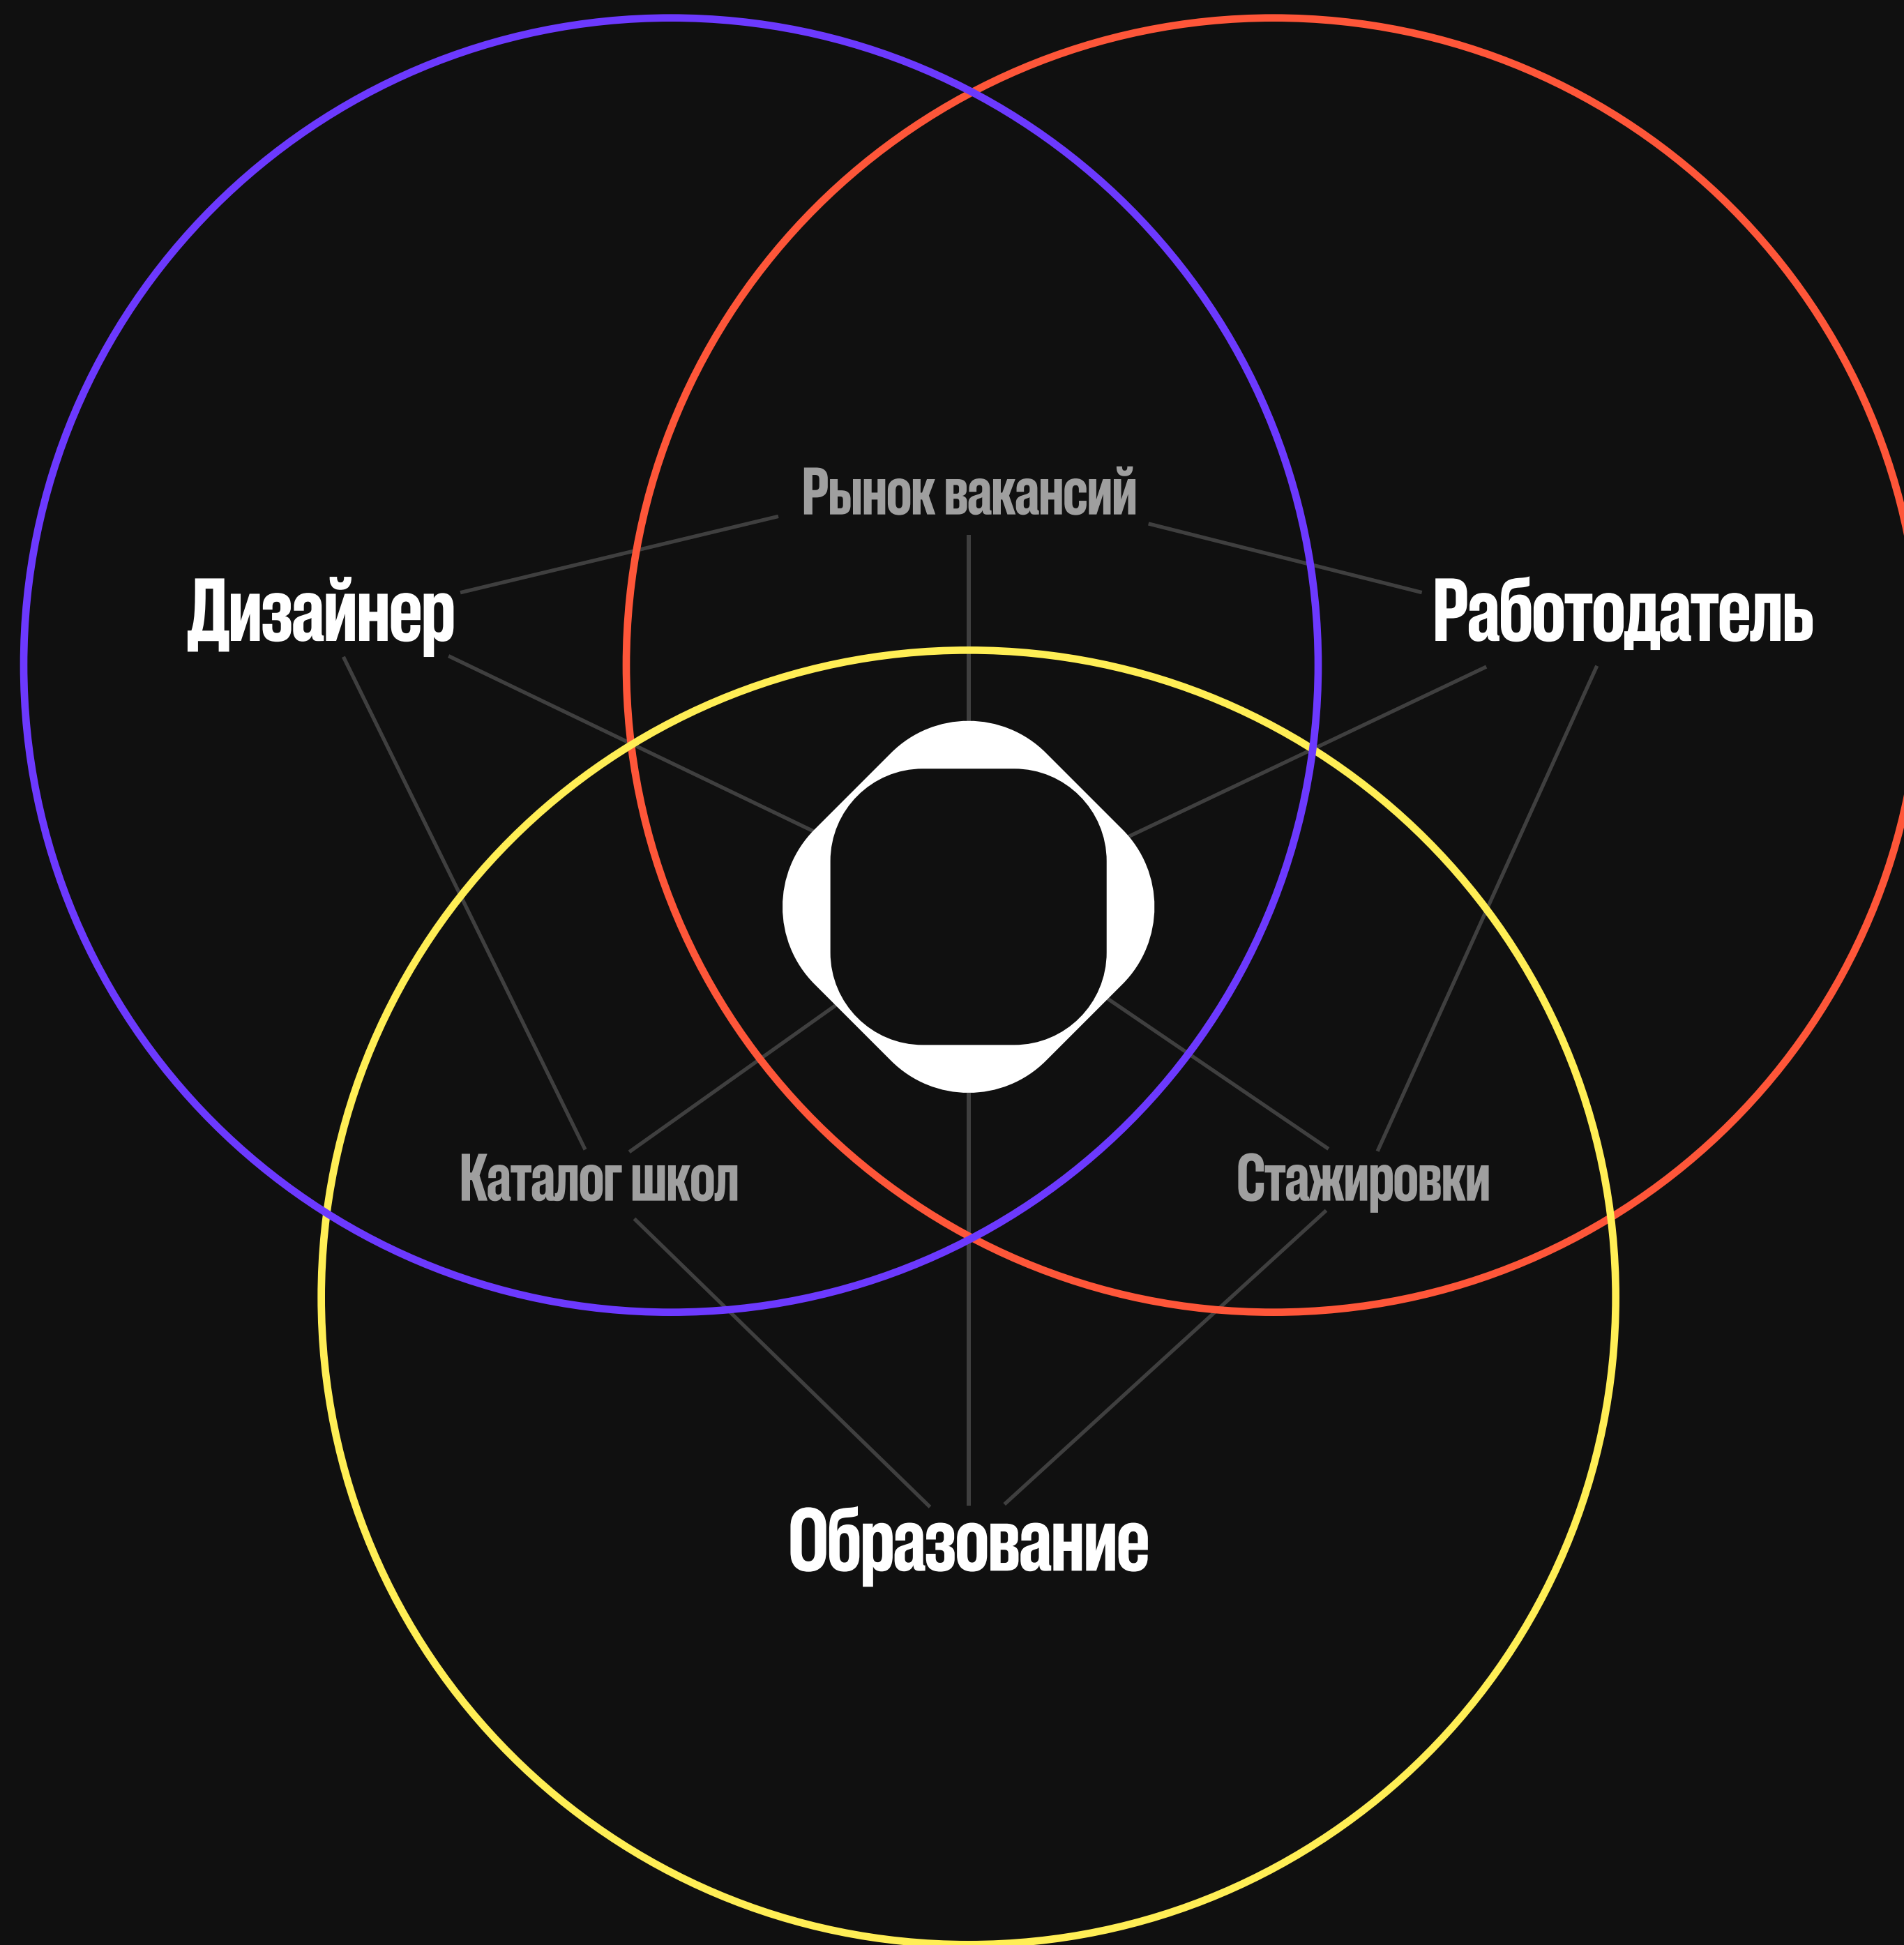 Рынок вакансий
Дизайнер
Работодатель
Каталог школ
Стажировки
Образование